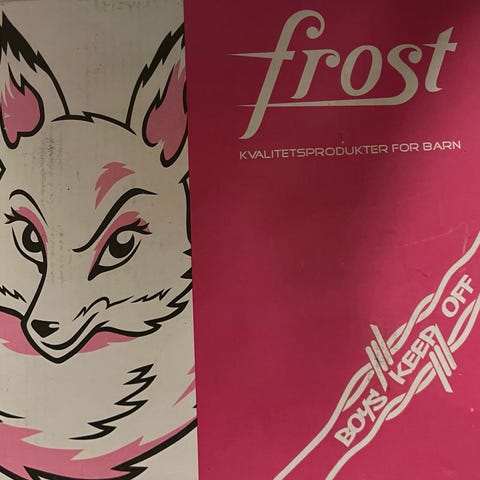 frost
KVALITETSPRODUKTER FOR BARN
BOYS KEEP OFF